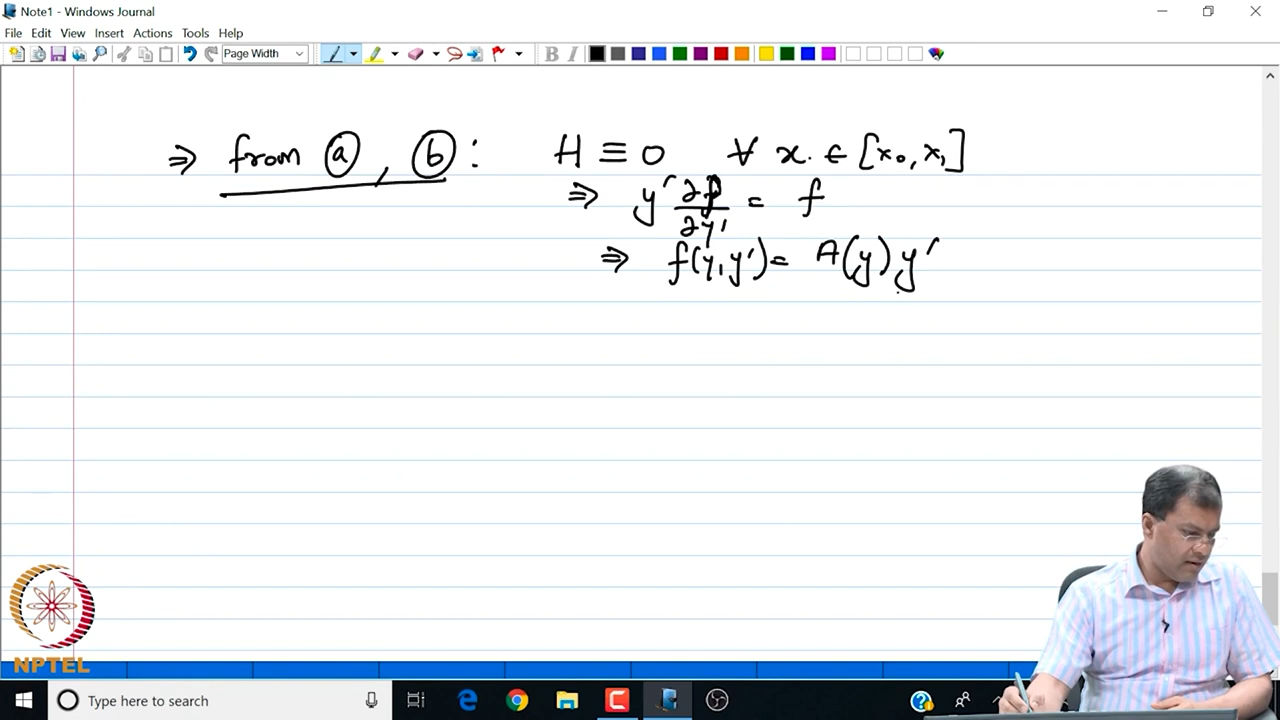 Note1 - Windows Journal
File Edit View Insert Actions Tools Help
Page Width B I
⇒ from ⓐ , ⓑ : H ≡ 0 ∀ x ∈ [x₀, x₁]
⇒ y' ∂f/∂y' = f
⇒ f(y, y') = A(y) y'
NPTEL
Type here to search